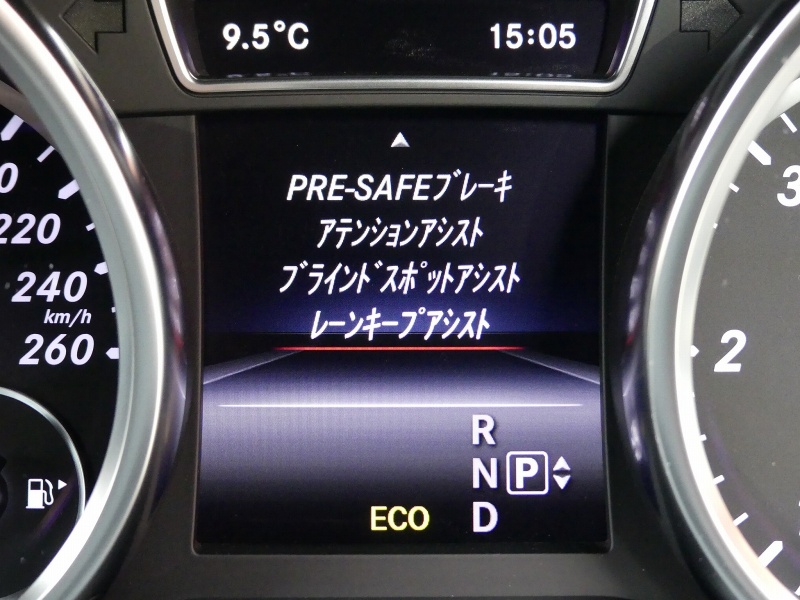 9.5°C 15:05
PRE-SAFEブレーキ
アテンションアシスト
ブラインドスポットアシスト
レーンキープアシスト
220
240
km/h
260
2
3
R
N P
D
ECO